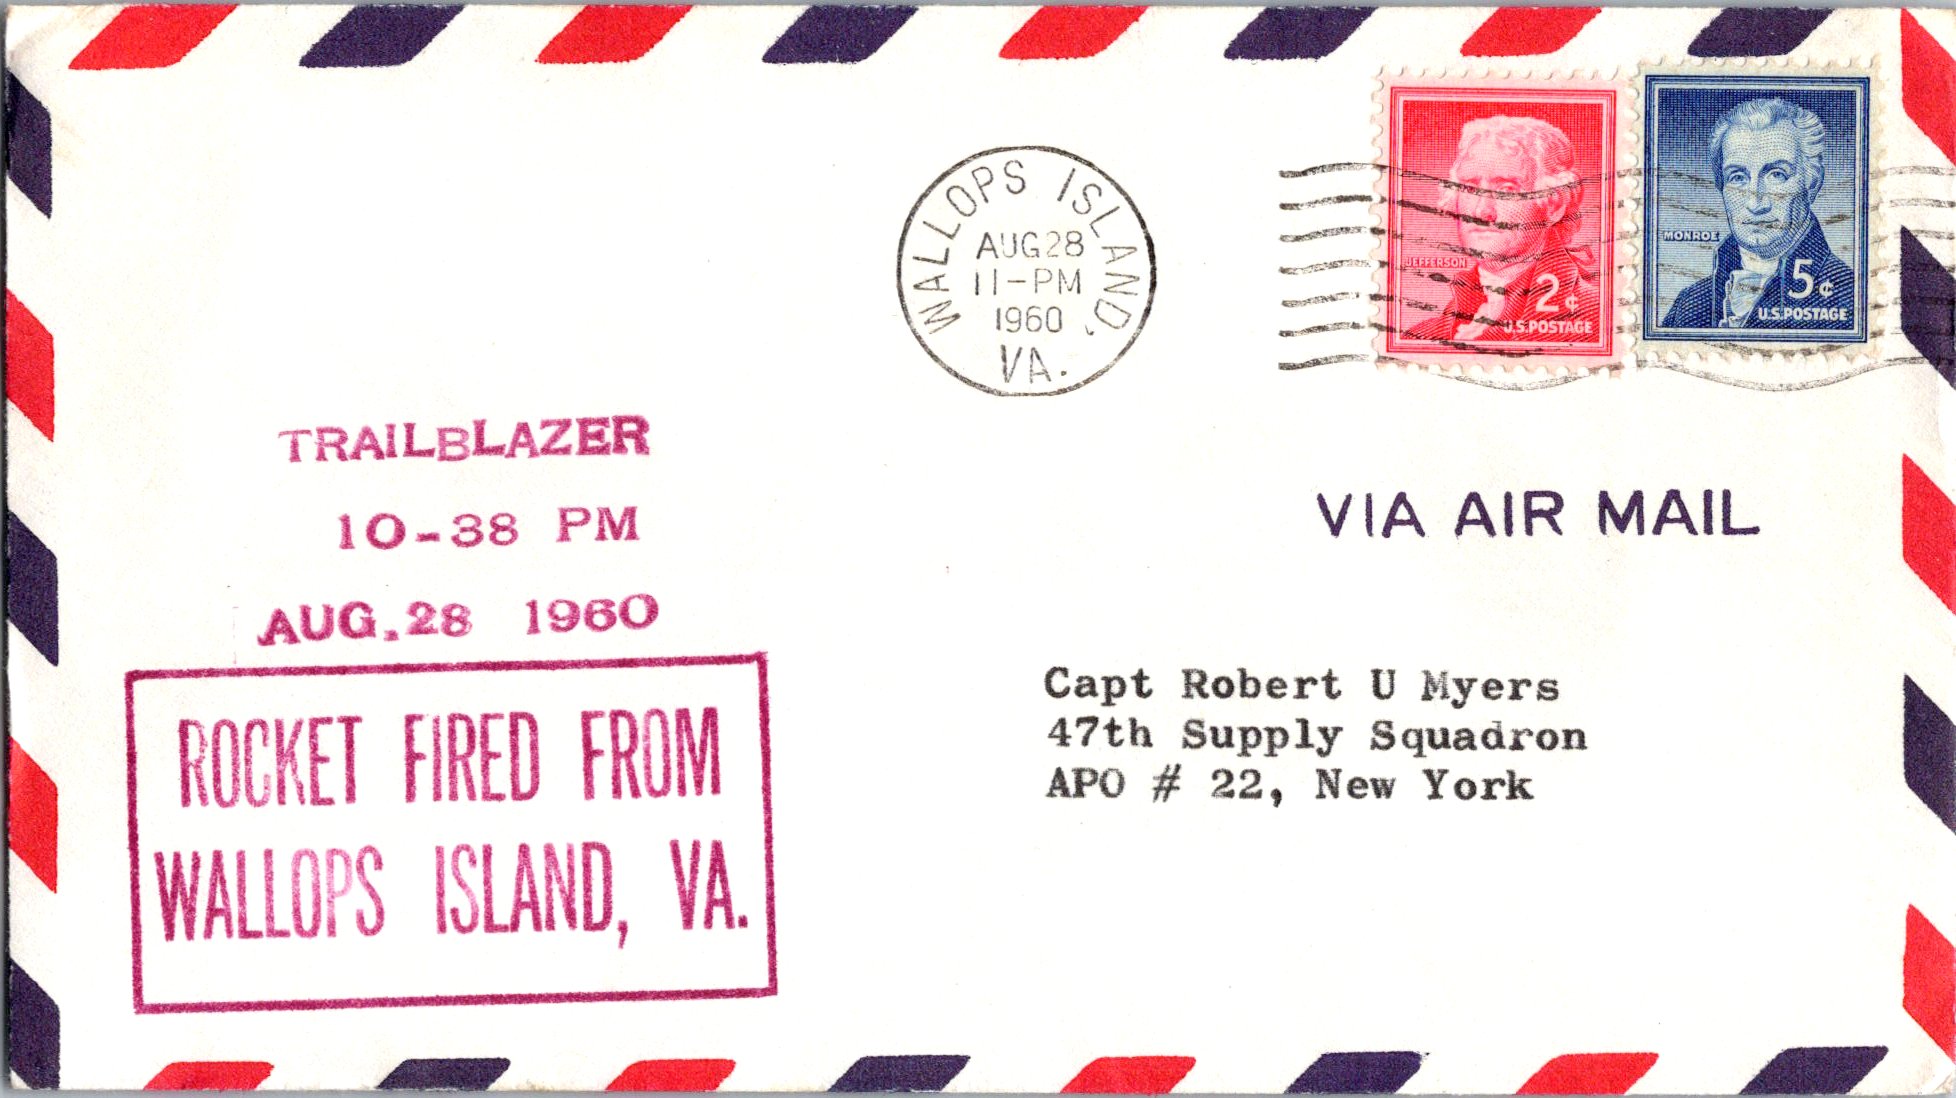 WALLOPS ISLAND,
AUG 28
11-PM
1960
VA.
JEFFERSON
2¢
U.S. POSTAGE
MONROE
5¢
U.S. POSTAGE
TRAILBLAZER
10-38 PM
AUG. 28 1960
ROCKET FIRED FROM
WALLOPS ISLAND, VA.
VIA AIR MAIL
Capt Robert U Myers
47th Supply Squadron
APO # 22, New York